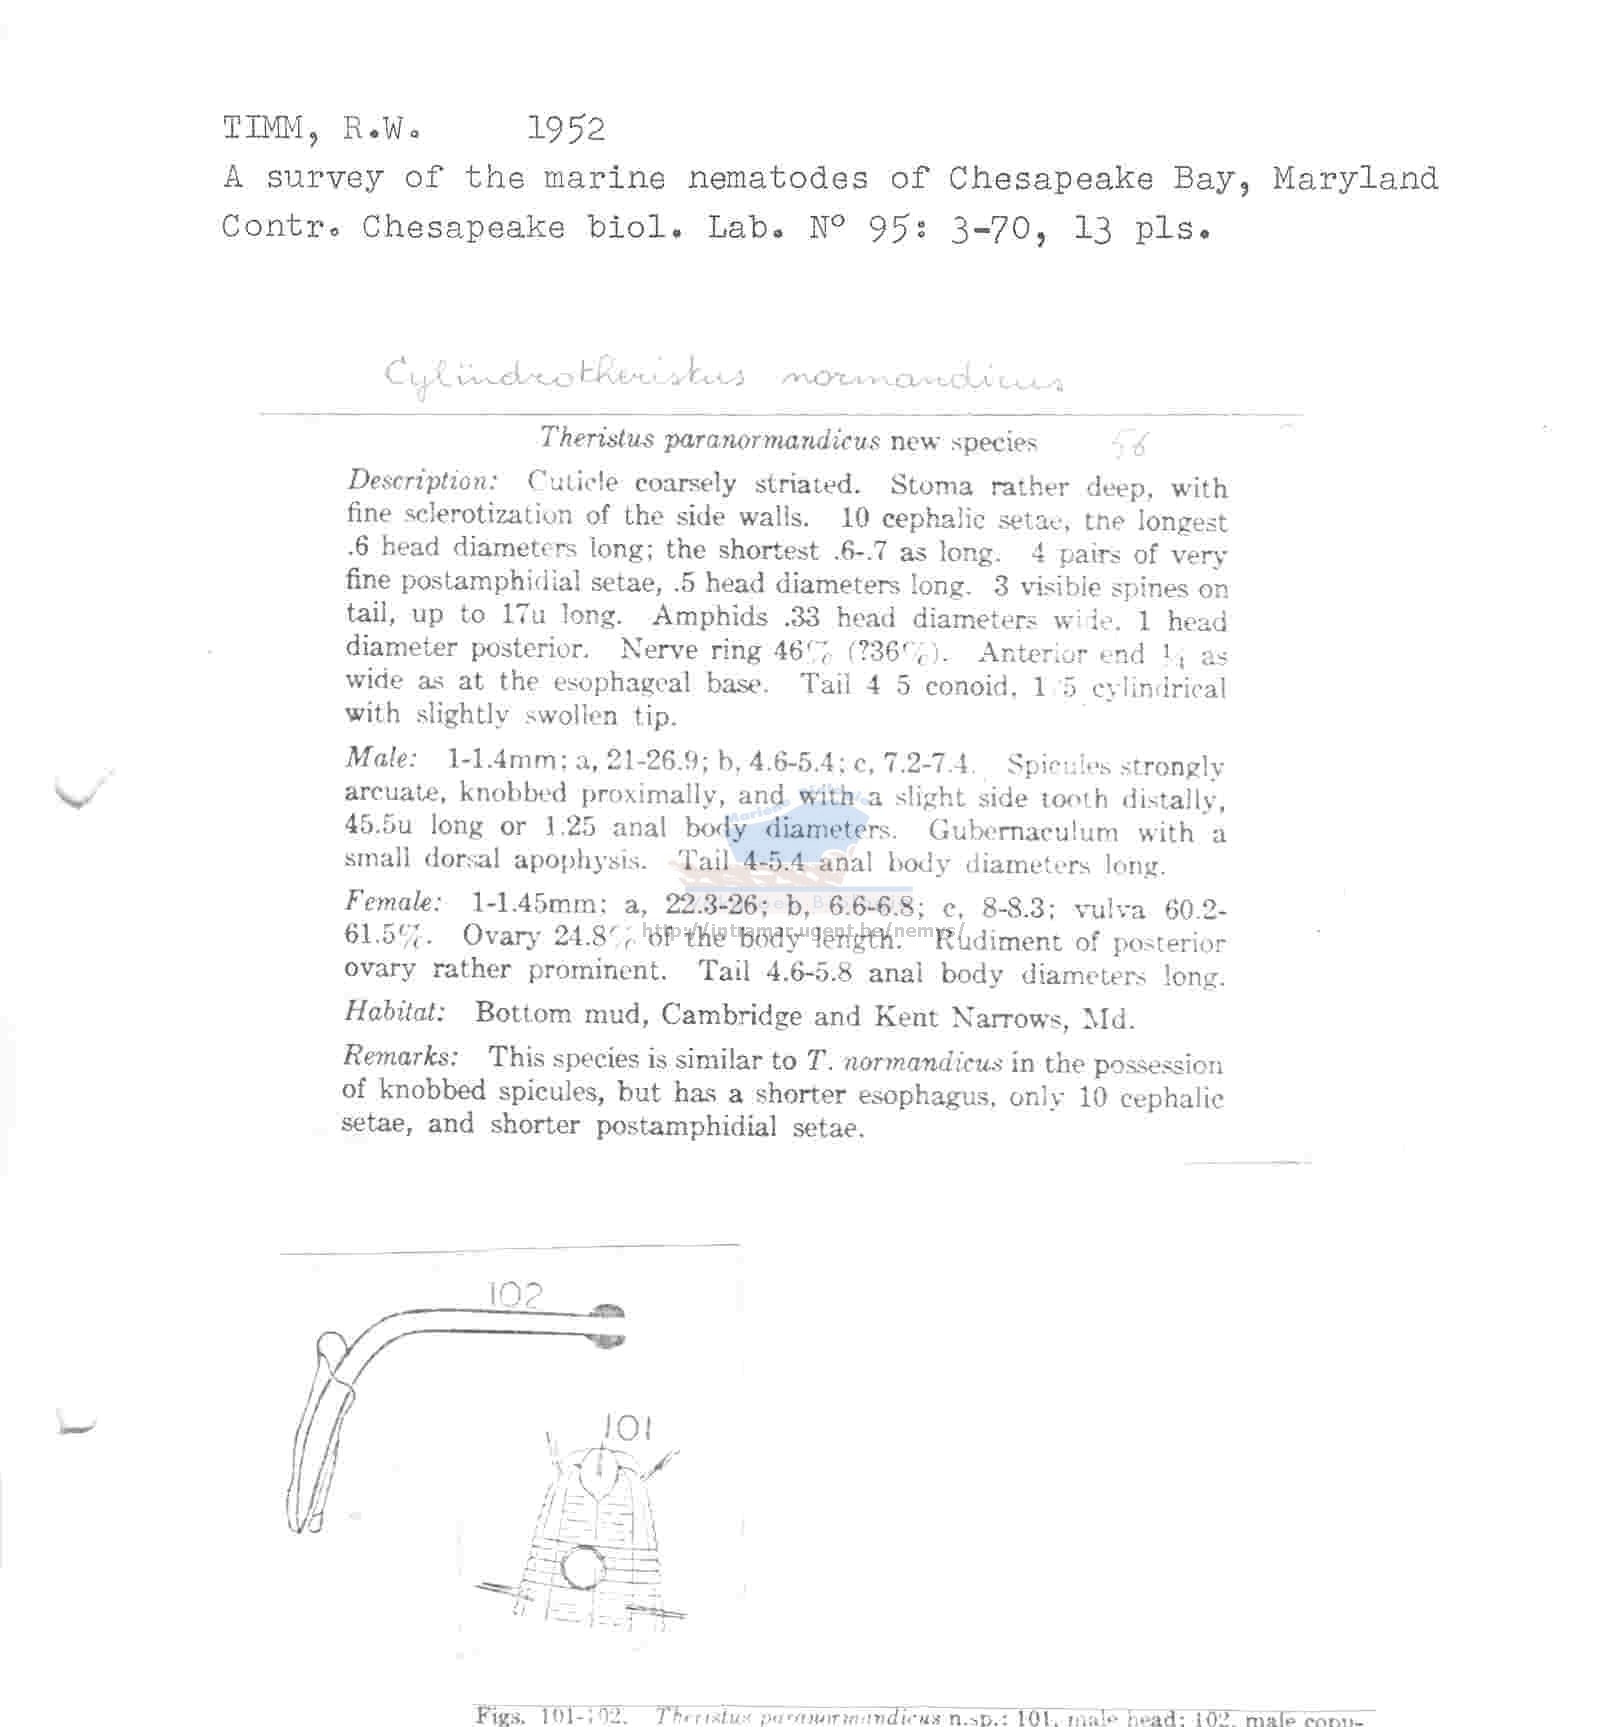 TIMM, R.W. 1952
A survey of the marine nematodes of Chesapeake Bay, Maryland
Contr. Chesapeake biol. Lab. Nº 95: 3-70, 13 pls.
Cylindrotheristus normandicus
Theristus paranormandicus new species 56
Description: Cuticle coarsely striated. Stoma rather deep, with
fine sclerotization of the side walls. 10 cephalic setae, the longest
.6 head diameters long; the shortest .6-.7 as long. 4 pairs of very
fine postamphidial setae, .5 head diameters long. 3 visible spines on
tail, up to 17u long. Amphids .33 head diameters wide, 1 head
diameter posterior. Nerve ring 46% (?36%). Anterior end ¼ as
wide as at the esophageal base. Tail 4 5 conoid, 1/5 cylindrical
with slightly swollen tip.
Male: 1-1.4mm; a, 21-26.9; b, 4.6-5.4; c, 7.2-7.4. Spicules strongly
arcuate, knobbed proximally, and with a slight side tooth distally,
45.5u long or 1.25 anal body diameters. Gubernaculum with a
small dorsal apophysis. Tail 4-5.4 anal body diameters long.
Female: 1-1.45mm; a, 22.3-26; b, 6.6-6.8; c, 8-8.3; vulva 60.2-
61.5%. Ovary 24.8% of the body length. Rudiment of posterior
http://intramar.ugent.be/nemys/
ovary rather prominent. Tail 4.6-5.8 anal body diameters long.
Habitat: Bottom mud, Cambridge and Kent Narrows, Md.
Remarks: This species is similar to T. normandicus in the possession
of knobbed spicules, but has a shorter esophagus, only 10 cephalic
setae, and shorter postamphidial setae.
102
101
Figs. 101-102. Theristus paranormandicus n.sp.: 101, male head; 102, male copu-